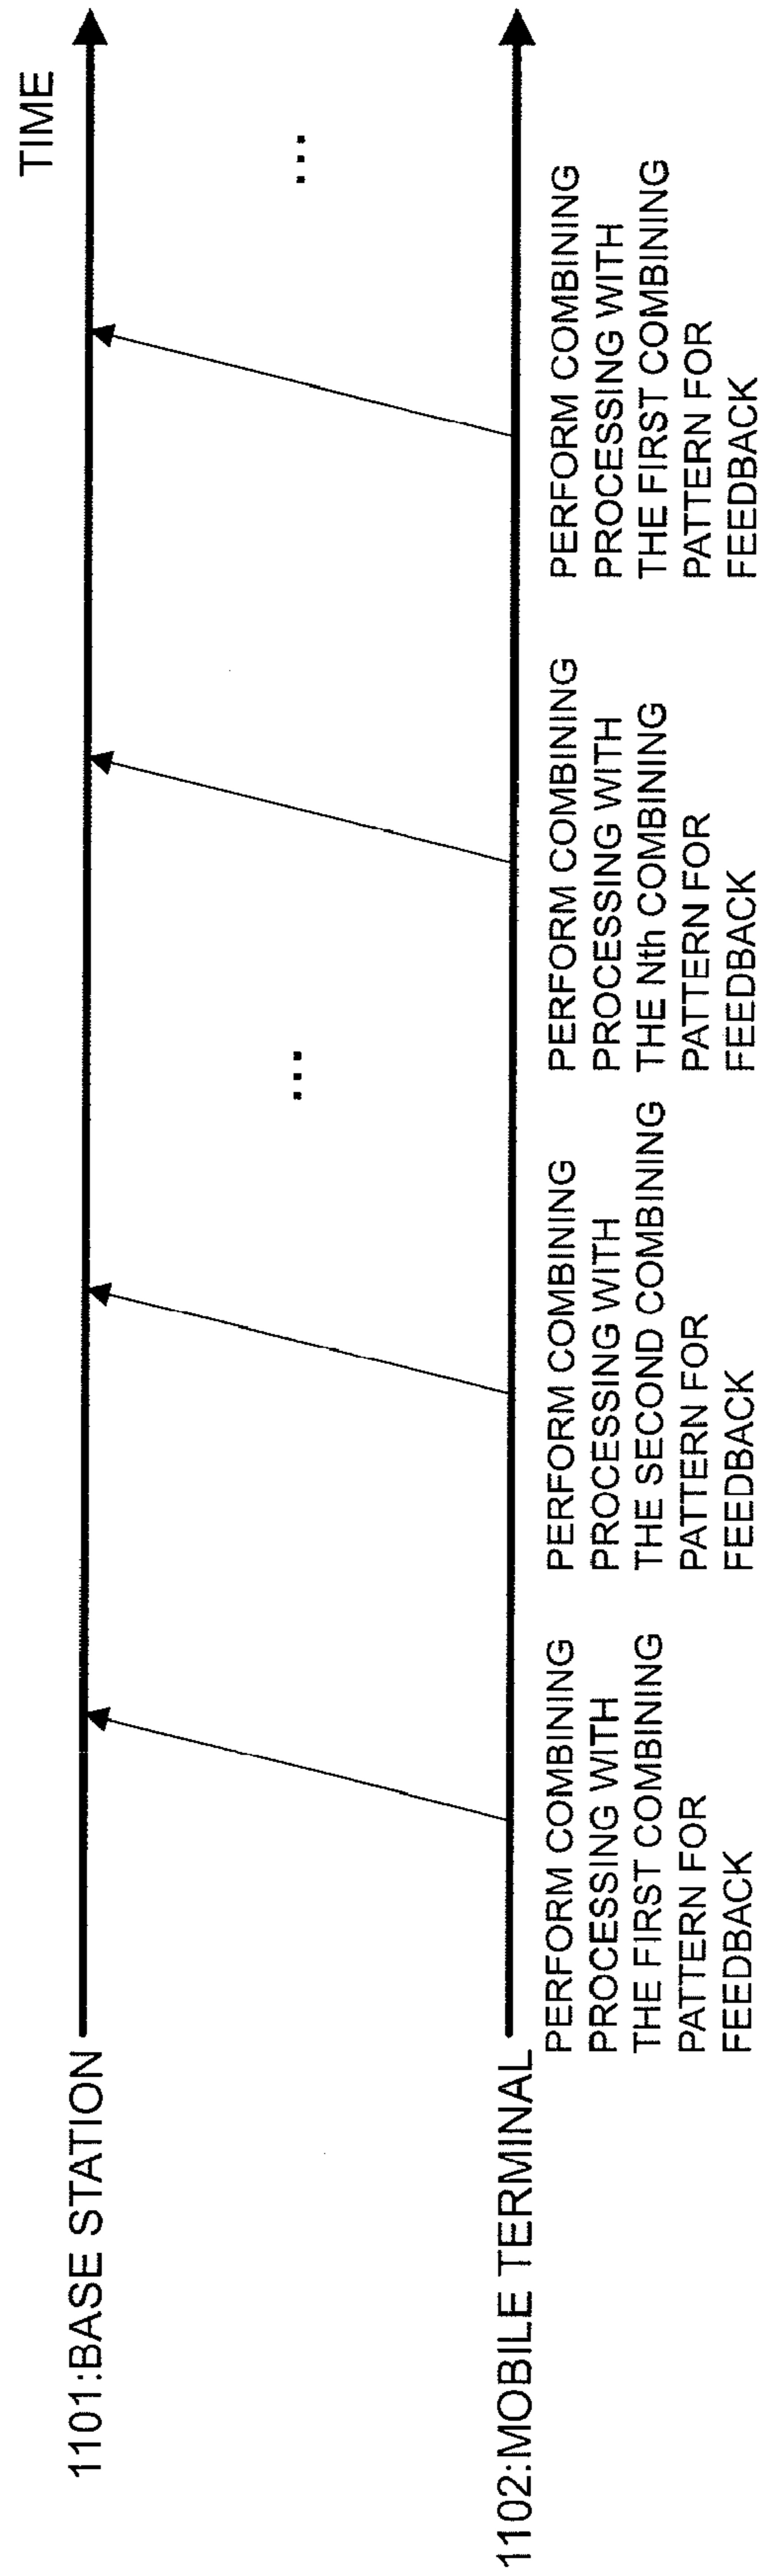 TIME
1101:BASE STATION
...
...
1102:MOBILE TERMINAL
PERFORM COMBINING
PROCESSING WITH
THE FIRST COMBINING
PATTERN FOR
FEEDBACK
PERFORM COMBINING
PROCESSING WITH
THE SECOND COMBINING
PATTERN FOR
FEEDBACK
PERFORM COMBINING
PROCESSING WITH
THE Nth COMBINING
PATTERN FOR
FEEDBACK
PERFORM COMBINING
PROCESSING WITH
THE FIRST COMBINING
PATTERN FOR
FEEDBACK